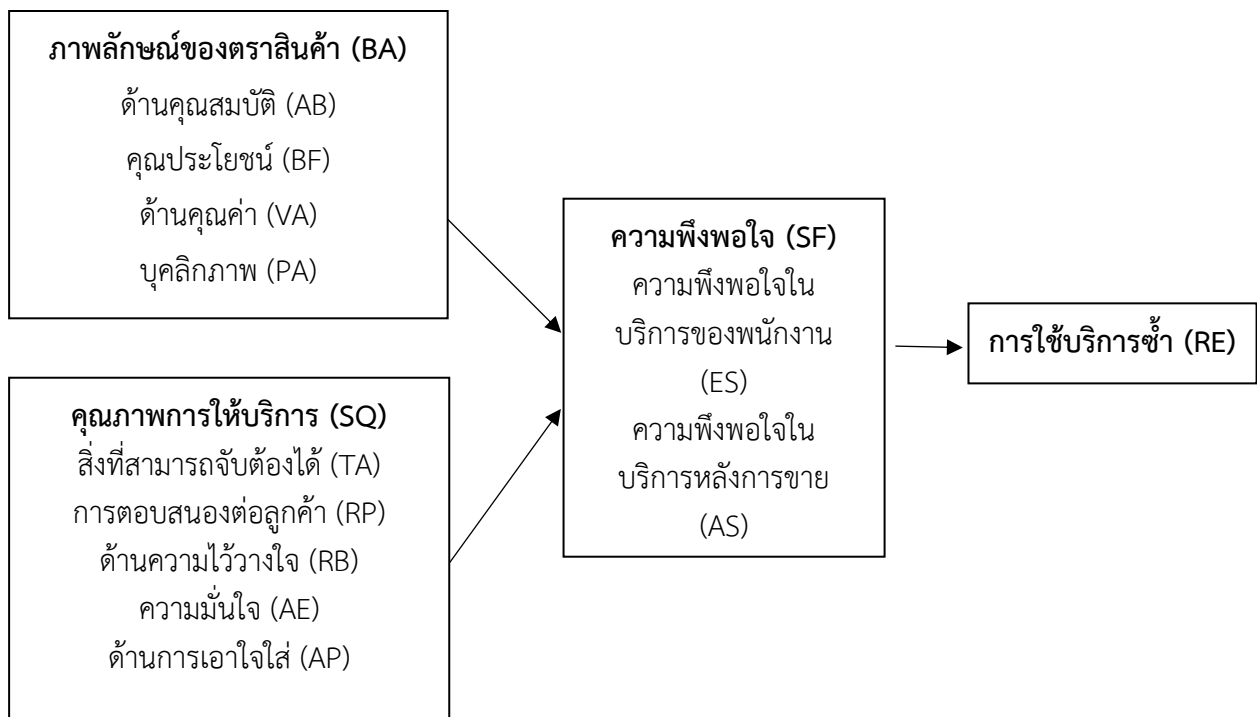 ภาพลักษณ์ของตราสินค้า (BA)
ด้านคุณสมบัติ (AB)
คุณประโยชน์ (BF)
ด้านคุณค่า (VA)
บุคลิกภาพ (PA)
คุณภาพการให้บริการ (SQ)
สิ่งที่สามารถจับต้องได้ (TA)
การตอบสนองต่อลูกค้า (RP)
ด้านความไว้วางใจ (RB)
ความมั่นใจ (AE)
ด้านการเอาใจใส่ (AP)
ความพึงพอใจ (SF)
ความพึงพอใจใน
บริการของพนักงาน
(ES)
ความพึงพอใจใน
บริการหลังการขาย
(AS)
การใช้บริการซ้ำ (RE)